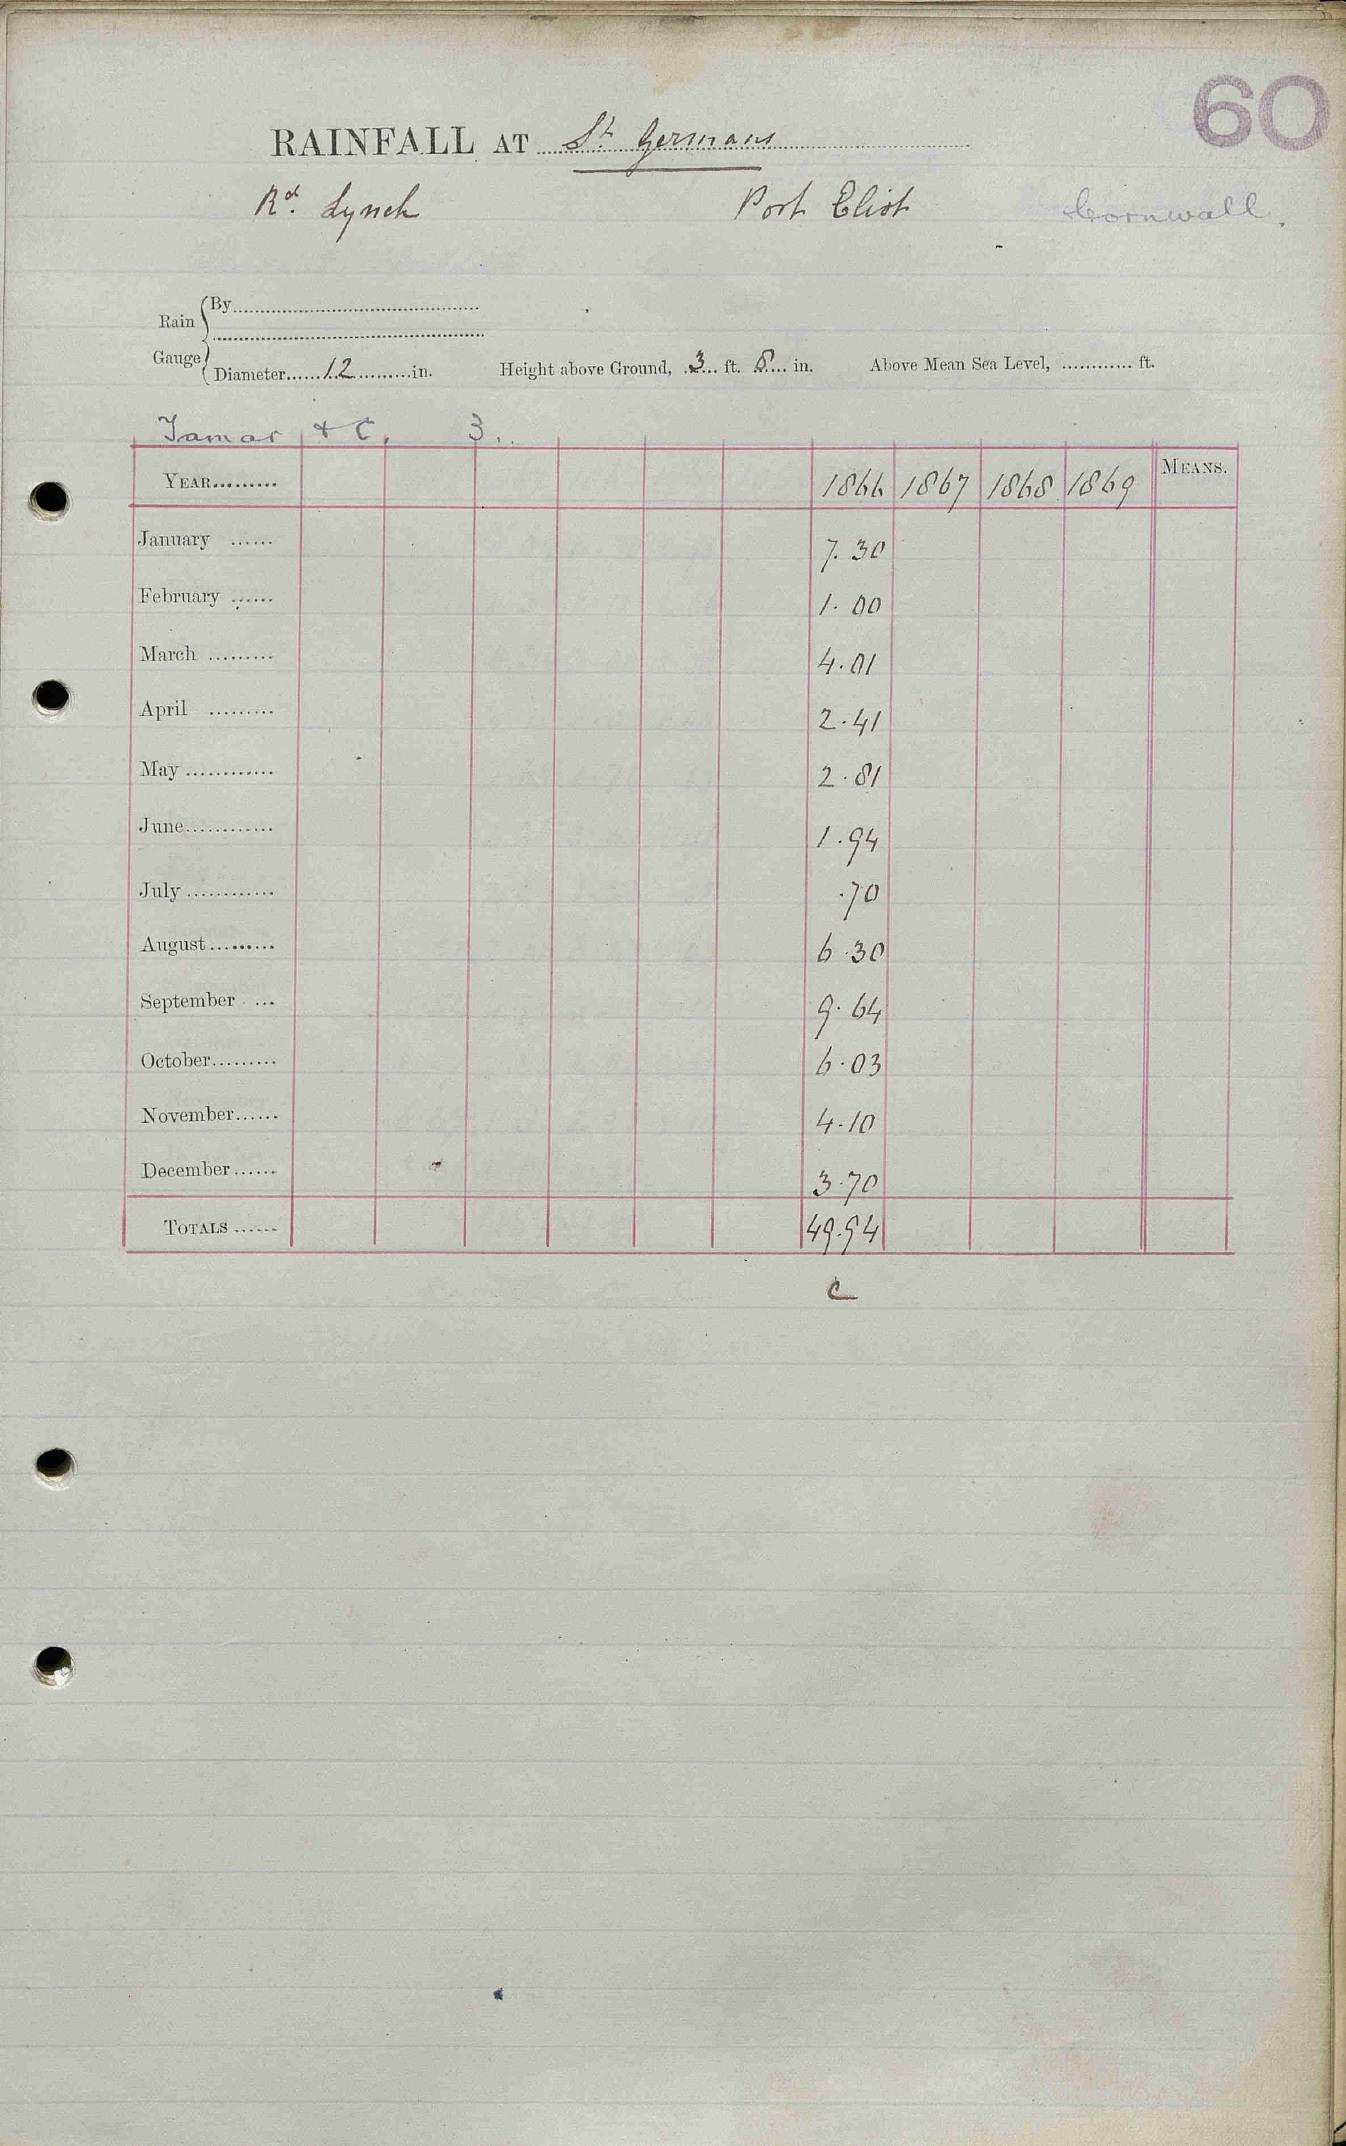 60
RAINFALL AT St Germans
Rd. Lynch Port Eliot Cornwall.
Rain Gauge
By
Diameter 12 in. Height above Ground, 3 ft. 8 in. Above Mean Sea Level, ft.
Tamar & C. 3.
YEAR 1866 1867 1868 1869 MEANS.
January 7.30
February 1.00
March 4.01
April 2.41
May 2.81
June 1.94
July .70
August 6.30
September 9.64
October 6.03
November 4.10
December 3.70
TOTALS 49.94
C